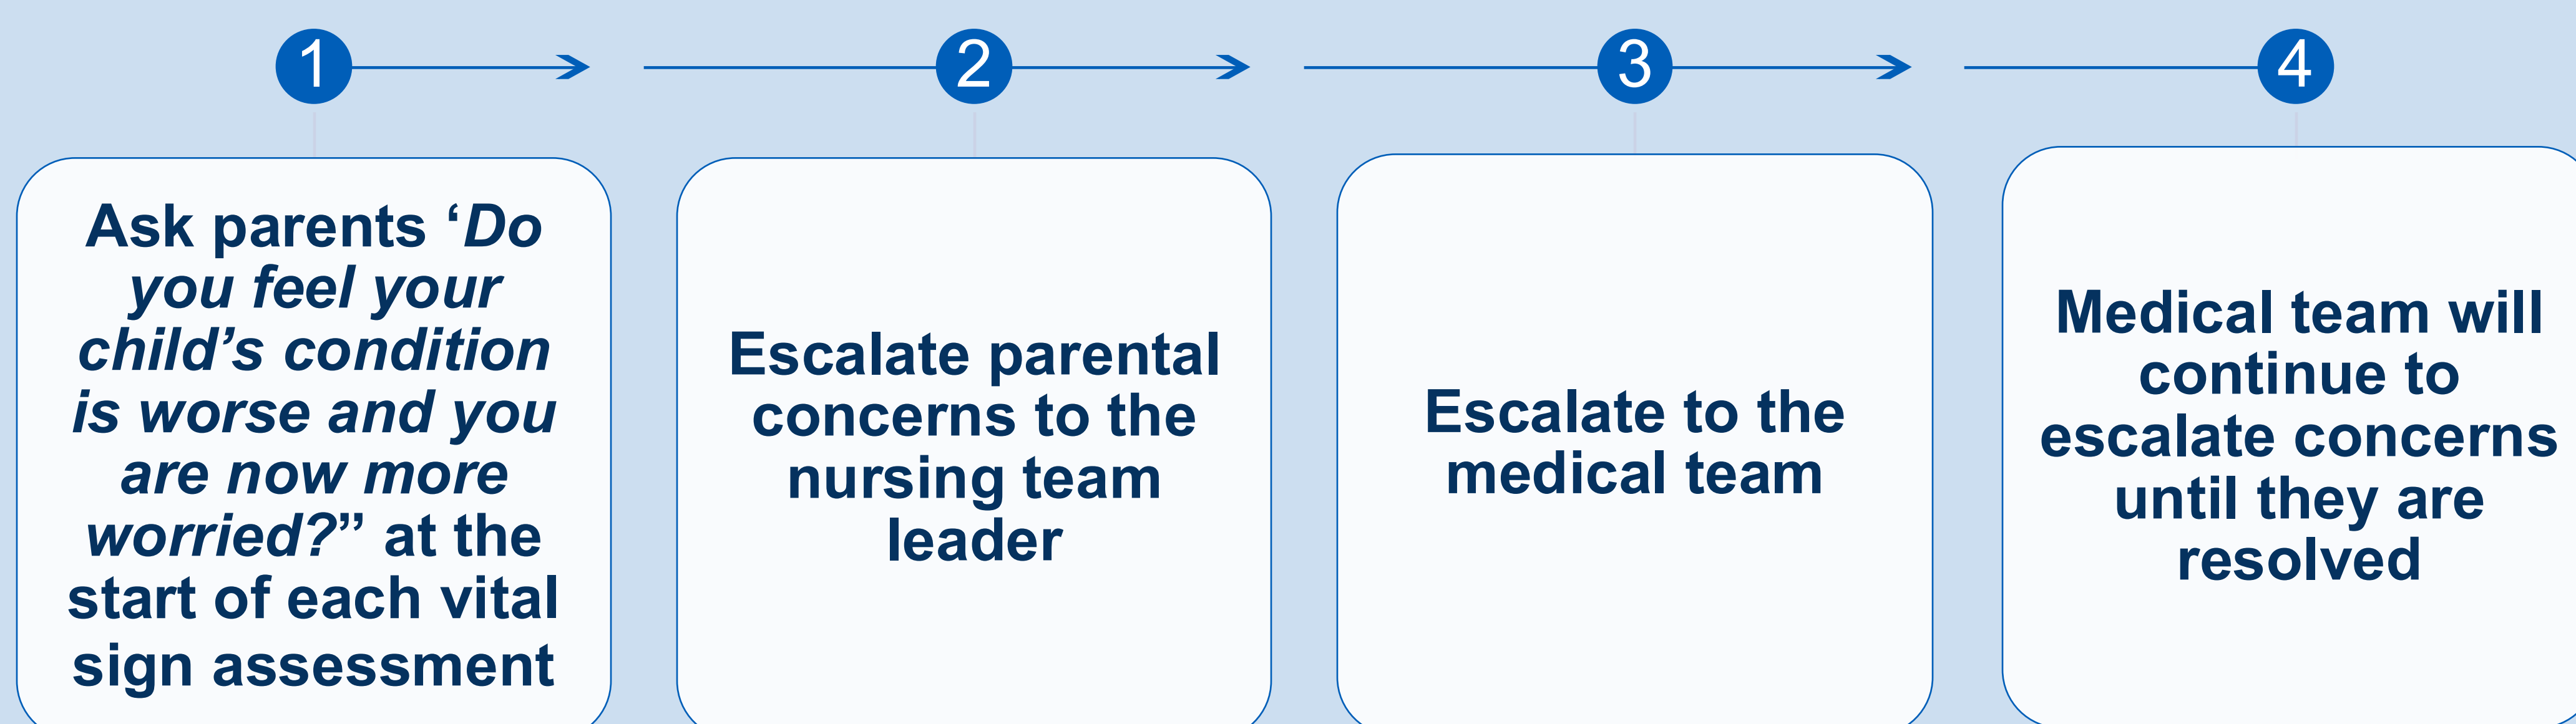 1
Ask parents ‘Do
you feel your
child’s condition
is worse and you
are now more
worried?” at the
start of each vital
sign assessment
2
Escalate parental
concerns to the
nursing team
leader
3
Escalate to the
medical team
4
Medical team will
continue to
escalate concerns
until they are
resolved